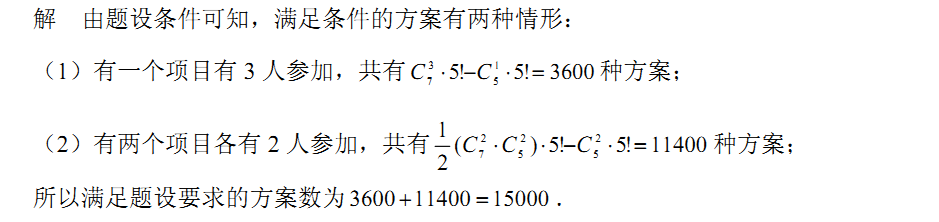 解 由题设条件可知，满足条件的方案有两种情形：
（1）有一个项目有 3 人参加，共有 $C_7^3 \cdot 5! - C_5^1 \cdot 5! = 3600$ 种方案；
（2）有两个项目各有 2 人参加，共有 $\frac{1}{2}(C_7^2 \cdot C_5^2) \cdot 5! - C_5^2 \cdot 5! = 11400$ 种方案；
所以满足题设要求的方案数为 $3600 + 11400 = 15000$．